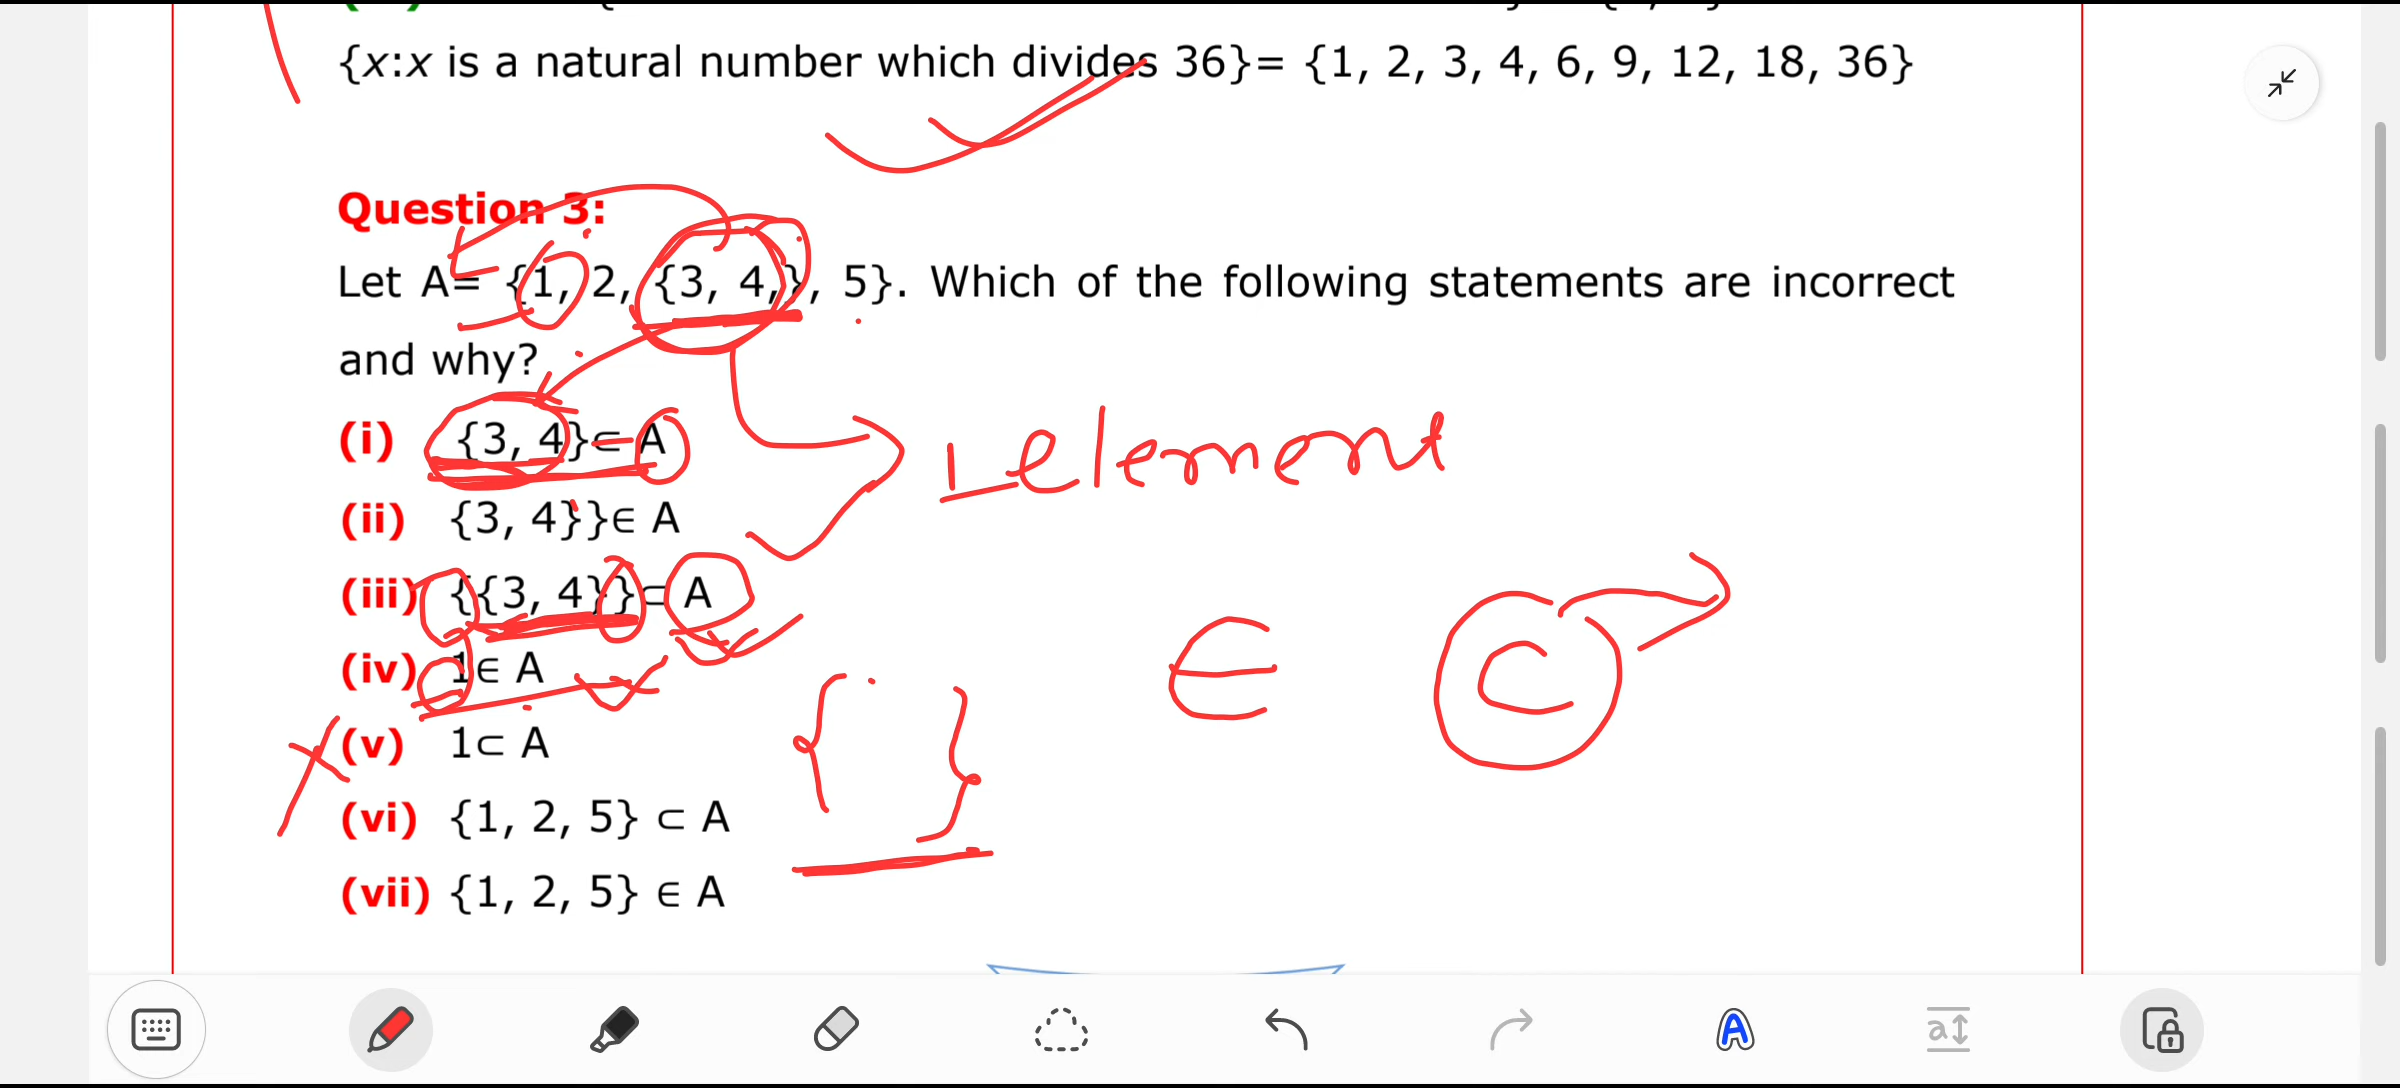 {x:x is a natural number which divides 36}= {1, 2, 3, 4, 6, 9, 12, 18, 36}
Question 3:
Let A= {1, 2, {3, 4,}, 5}. Which of the following statements are incorrect
and why?
(i) {3, 4}⊂ A
1 element
(ii) {3, 4}}∈ A
(iii) {{3, 4}}⊂ A
(iv) 1∈ A
∈ ⊂
(v) 1⊂ A
{ }
(vi) {1, 2, 5} ⊂ A
(vii) {1, 2, 5} ∈ A